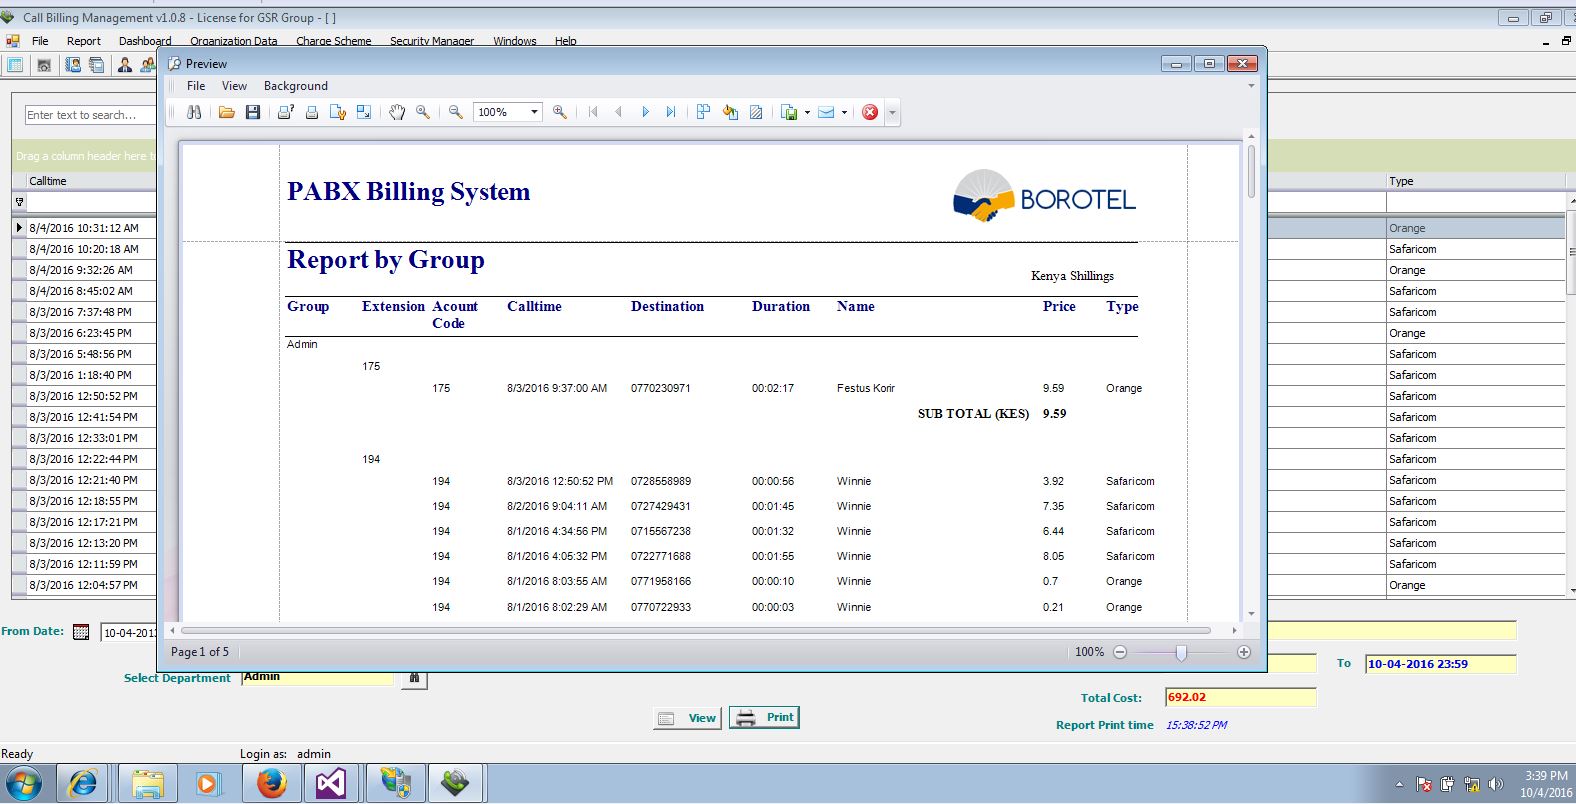 Call Billing Management v1.0.8 - License for GSR Group - [ ]
File Report Dashboard Organization Data Charge Scheme Security Manager Windows Help
Preview
File View Background
100%
Enter text to search...
Drag a column header here t
Calltime
Type
8/4/2016 10:31:12 AM
8/4/2016 10:20:18 AM
8/4/2016 9:32:26 AM
8/4/2016 8:45:02 AM
8/3/2016 7:37:48 PM
8/3/2016 6:23:45 PM
8/3/2016 5:48:56 PM
8/3/2016 1:18:40 PM
8/3/2016 12:50:52 PM
8/3/2016 12:41:54 PM
8/3/2016 12:33:01 PM
8/3/2016 12:22:44 PM
8/3/2016 12:21:40 PM
8/3/2016 12:18:55 PM
8/3/2016 12:17:21 PM
8/3/2016 12:13:20 PM
8/3/2016 12:11:59 PM
8/3/2016 12:04:57 PM
PABX Billing System
BOROTEL
Report by Group
Kenya Shillings
Group Extension Acount Code Calltime Destination Duration Name Price Type
Admin
175
175 8/3/2016 9:37:00 AM 0770230971 00:02:17 Festus Korir 9.59 Orange
SUB TOTAL (KES) 9.59
194
194 8/3/2016 12:50:52 PM 0728558989 00:00:56 Winnie 3.92 Safaricom
194 8/2/2016 9:04:11 AM 0727429431 00:01:45 Winnie 7.35 Safaricom
194 8/1/2016 4:34:56 PM 0715567238 00:01:32 Winnie 6.44 Safaricom
194 8/1/2016 4:05:32 PM 0722771688 00:01:55 Winnie 8.05 Safaricom
194 8/1/2016 8:03:55 AM 0771958166 00:00:10 Winnie 0.7 Orange
194 8/1/2016 8:02:29 AM 0770722933 00:00:03 Winnie 0.21 Orange
Page 1 of 5
100%
Orange
Safaricom
Orange
Safaricom
Safaricom
Orange
Safaricom
Safaricom
Safaricom
Safaricom
Safaricom
Safaricom
Safaricom
Safaricom
Safaricom
Safaricom
Safaricom
Orange
From Date: 10-04-201
To 10-04-2016 23:59
Select Department Admin
Total Cost: 692.02
View Print
Report Print time 15:38:52 PM
Ready Login as: admin
3:39 PM
10/4/2016